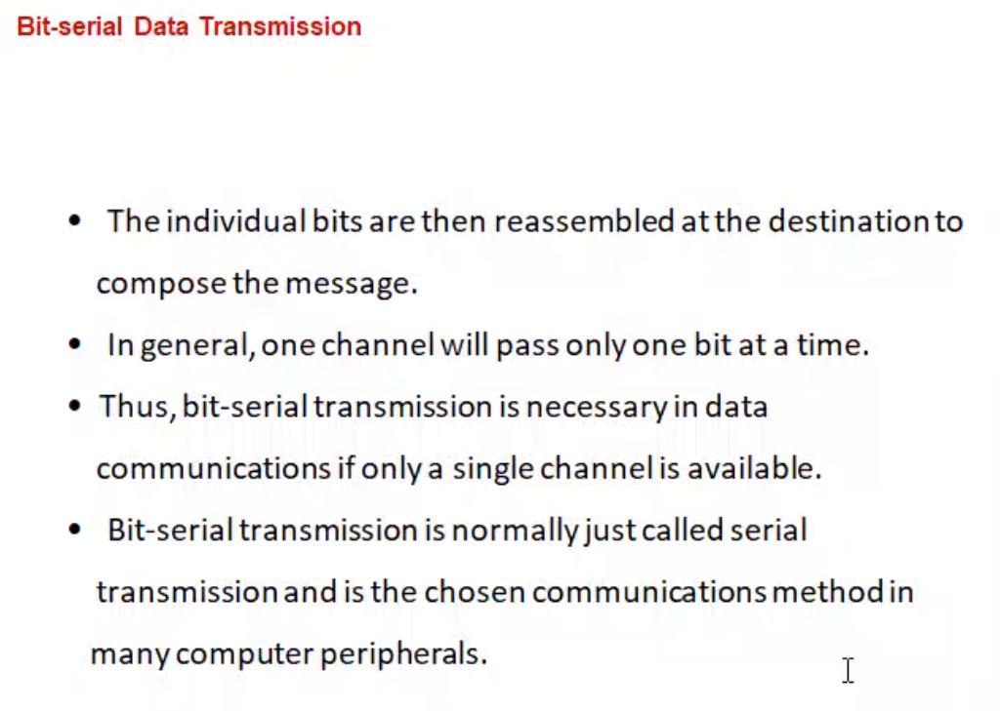 Bit-serial Data Transmission
• The individual bits are then reassembled at the destination to
compose the message.
• In general, one channel will pass only one bit at a time.
• Thus, bit-serial transmission is necessary in data
communications if only a single channel is available.
• Bit-serial transmission is normally just called serial
transmission and is the chosen communications method in
many computer peripherals.